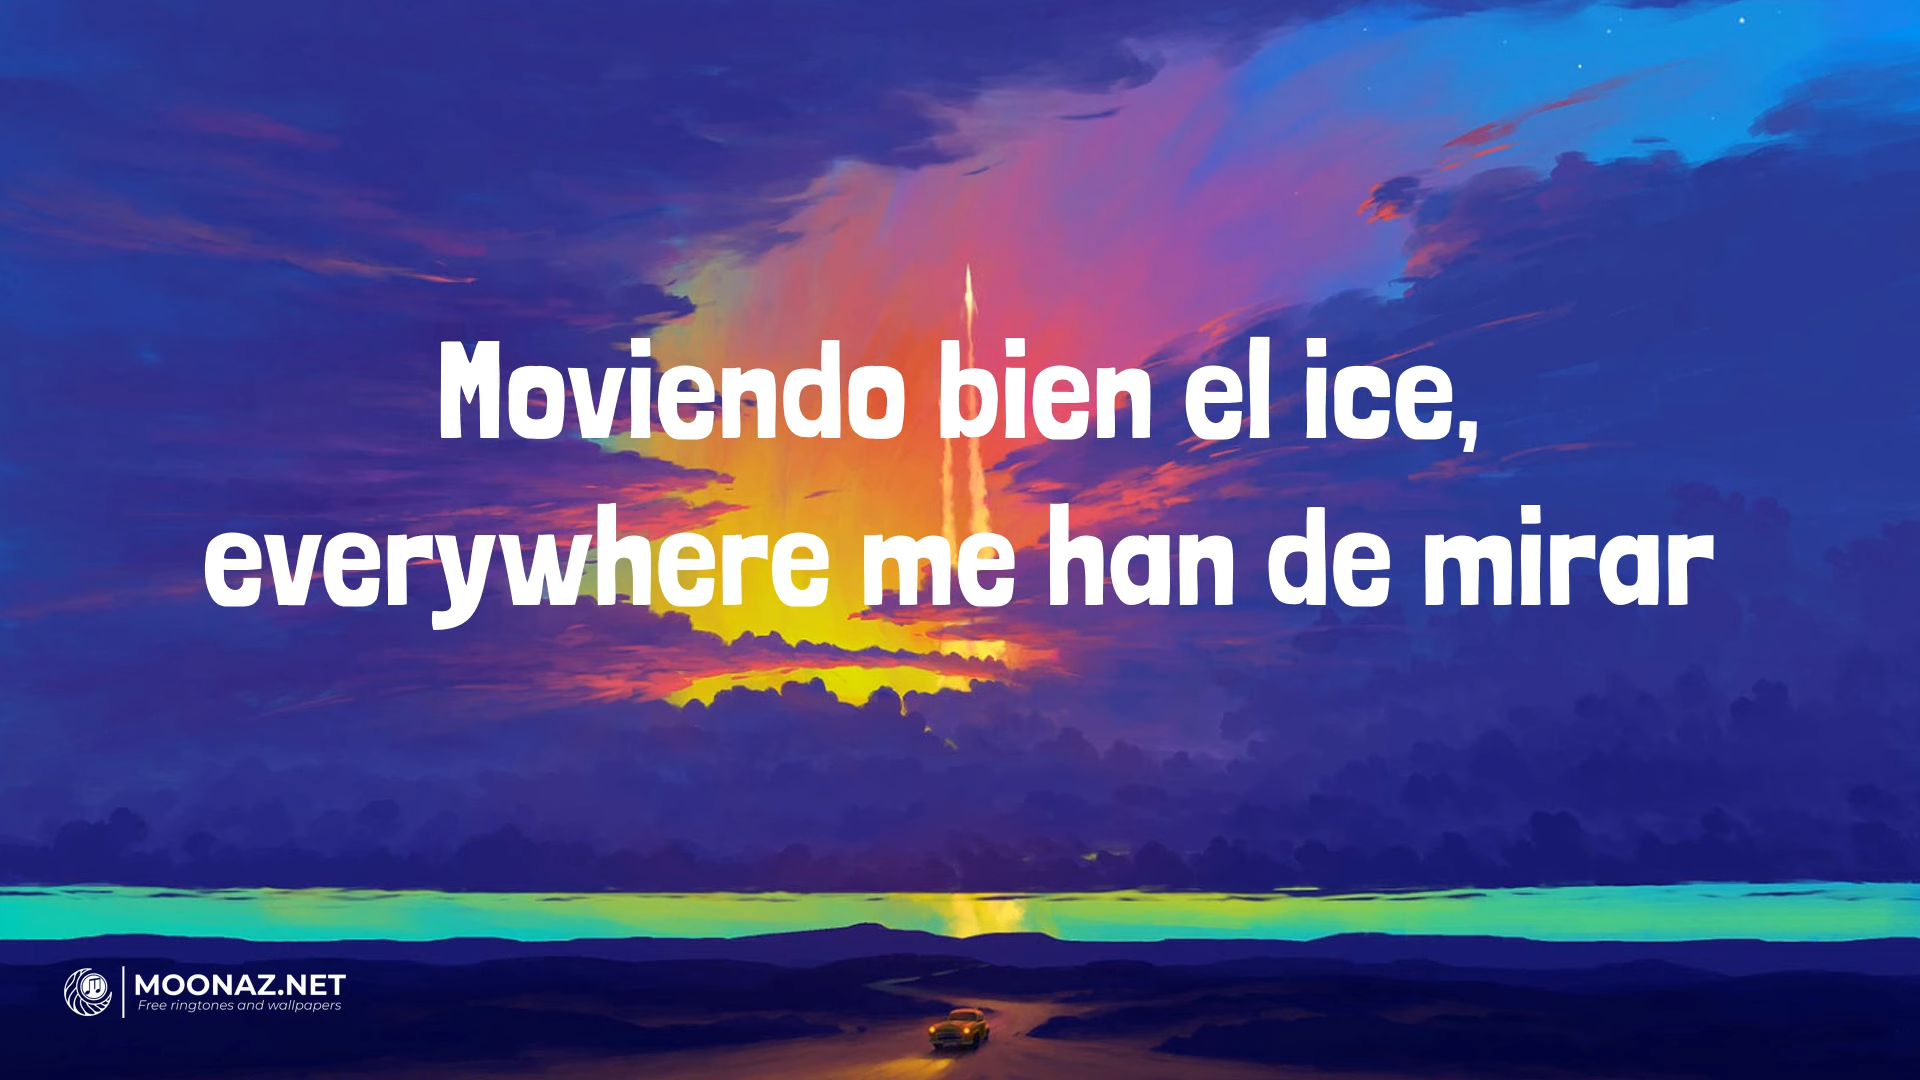 Moviendo bien el ice,
everywhere me han de mirar
MOONAZ.NET
Free ringtones and wallpapers